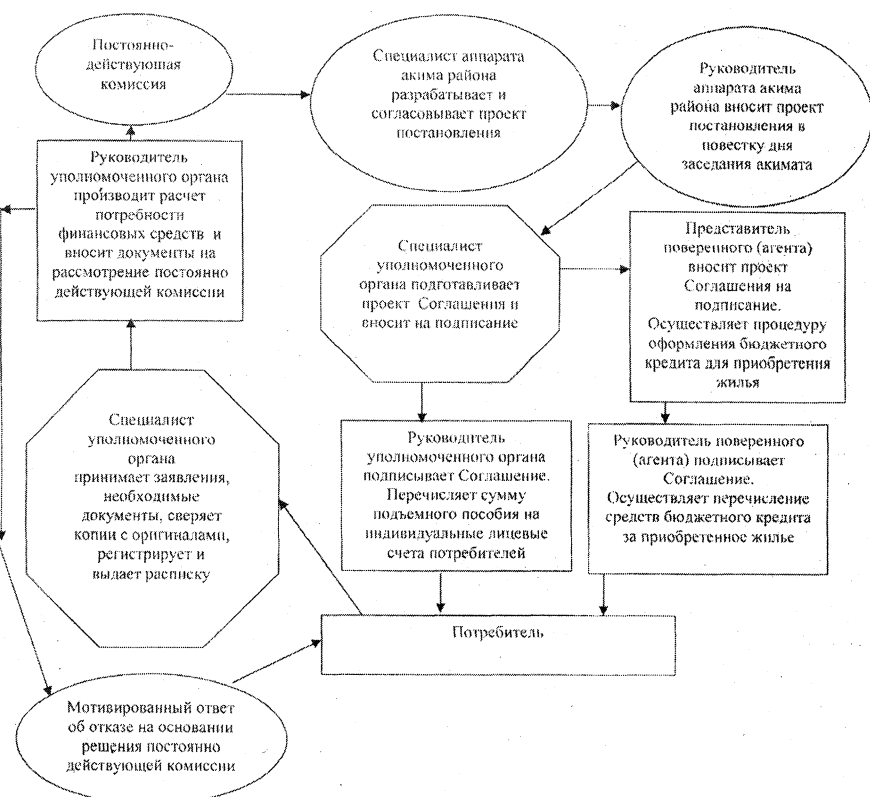 Постоянно-
действующая
комиссия
Специалист аппарата
акима района
разрабатывает и
согласовывает проект
постановления
Руководитель
аппарата акима
района вносит проект
постановления в
повестку дня
заседания акимата
Руководитель
уполномоченного органа
производит расчет
потребности
финансовых средств и
вносит документы на
рассмотрение постоянно
действующей комиссии
Специалист
уполномоченного
органа подготавливает
проект Соглашения и
вносит на подписание
Представитель
поверенного (агента)
вносит проект
Соглашения на
подписание.
Осуществляет процедуру
оформления бюджетного
кредита для приобретения
жилья
Специалист
уполномоченного
органа
принимает заявления,
необходимые
документы, сверяет
копии с оригиналами,
регистрирует и
выдает расписку
Руководитель
уполномоченного органа
подписывает Соглашение.
Перечисляет сумму
подъемного пособия на
индивидуальные лицевые
счета потребителей
Руководитель поверенного
(агента) подписывает
Соглашение.
Осуществляет перечисление
средств бюджетного кредита
за приобретенное жилье
Потребитель
Мотивированный ответ
об отказе на основании
решения постоянно
действующей комиссии